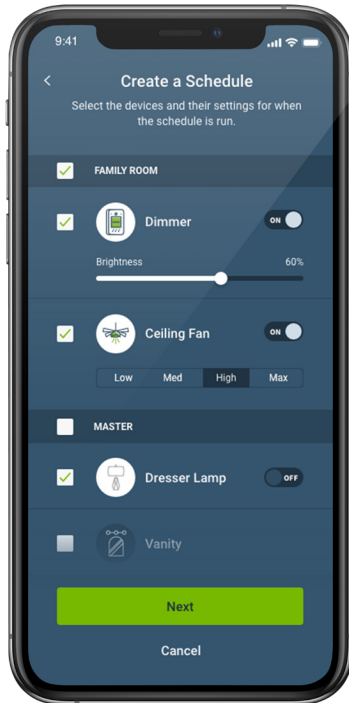 9:41
Create a Schedule
Select the devices and their settings for when
the schedule is run.
FAMILY ROOM
Dimmer
ON
Brightness 60%
Ceiling Fan
ON
Low Med High Max
MASTER
Dresser Lamp
OFF
Vanity
Next
Cancel